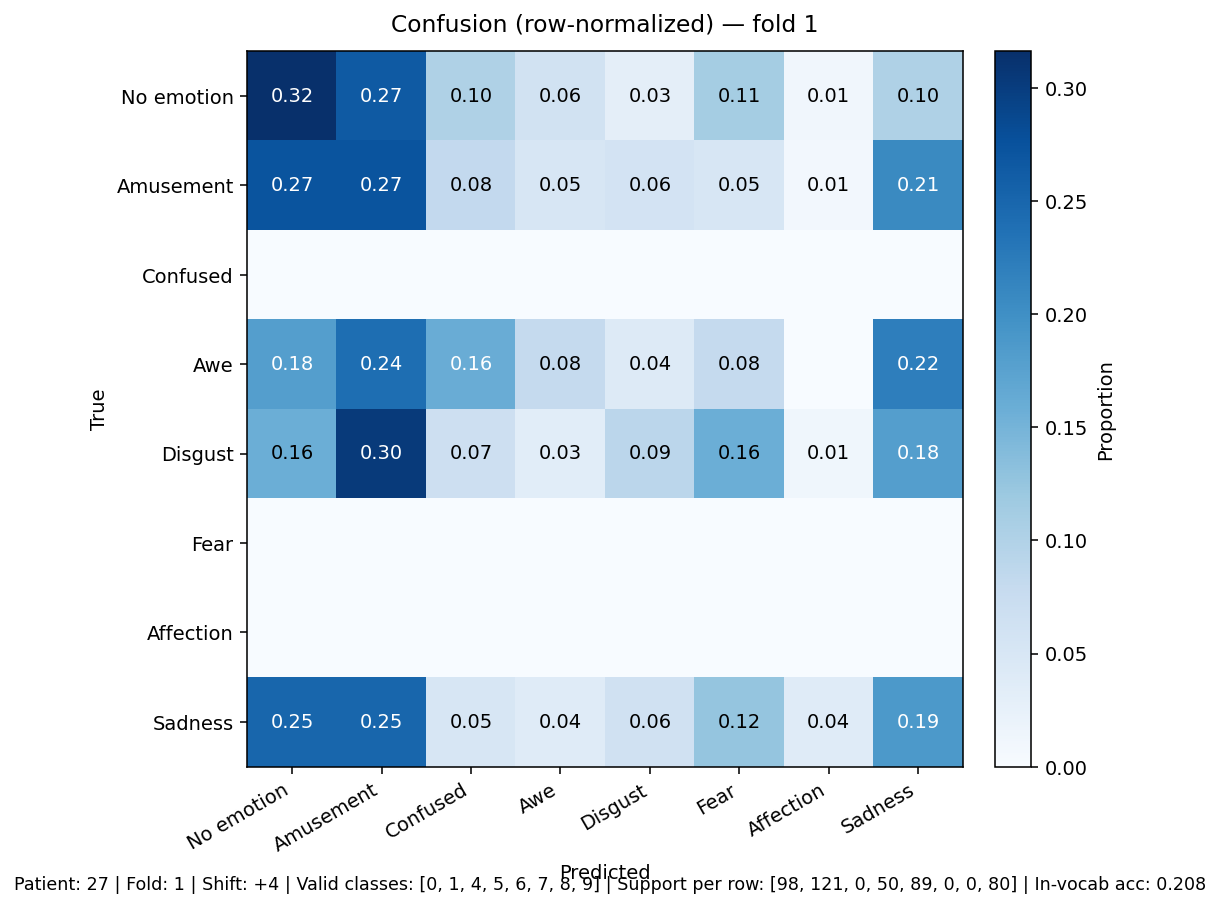 Confusion (row-normalized) — fold 1
No emotion 0.32 0.27 0.10 0.06 0.03 0.11 0.01 0.10
Amusement 0.27 0.27 0.08 0.05 0.06 0.05 0.01 0.21
Confused
Awe 0.18 0.24 0.16 0.08 0.04 0.08 0.22
Disgust 0.16 0.30 0.07 0.03 0.09 0.16 0.01 0.18
Fear
Affection
Sadness 0.25 0.25 0.05 0.04 0.06 0.12 0.04 0.19
True
No emotion Amusement Confused Awe Disgust Fear Affection Sadness
Predicted
0.30
0.25
0.20
0.15
0.10
0.05
0.00
Proportion
Patient: 27 | Fold: 1 | Shift: +4 | Valid classes: [0, 1, 4, 5, 6, 7, 8, 9] | Support per row: [98, 121, 0, 50, 89, 0, 0, 80] | In-vocab acc: 0.208